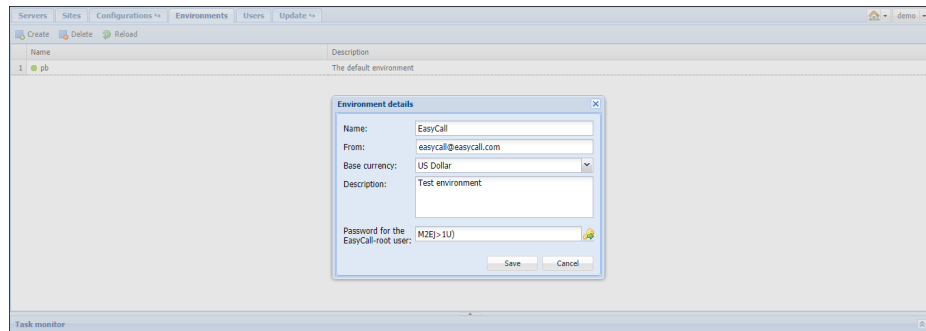 Servers Sites Configurations Environments Users Update demo
Create Delete Reload
Name Description
1 pb The default environment
Environment details
Name: EasyCall
From: easycall@easycall.com
Base currency: US Dollar
Description: Test environment
Password for the
EasyCall-root user: M2EJ>1U)
Save Cancel
Task monitor